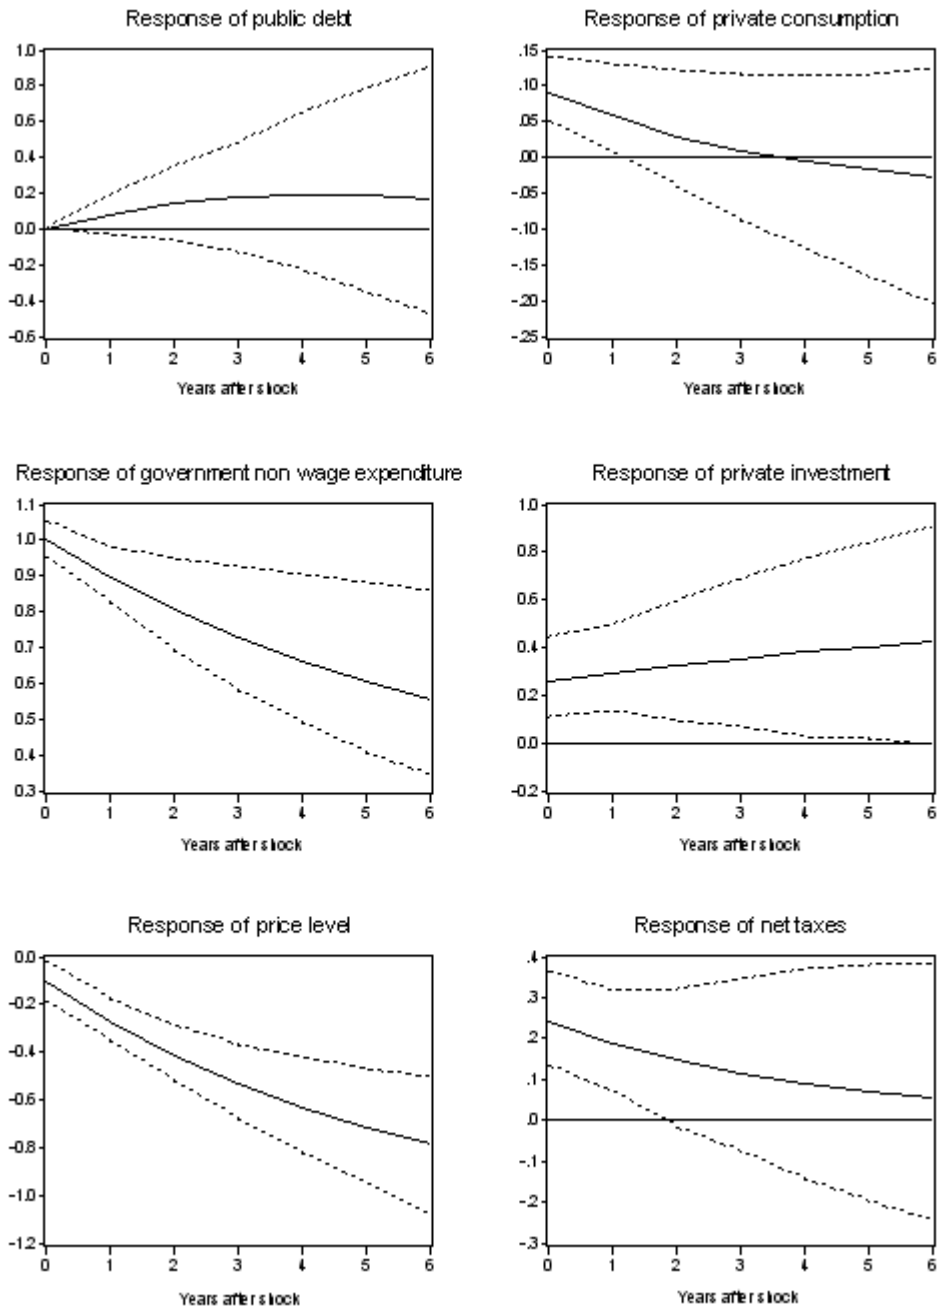 Response of public debt
1.0
0.8
0.6
0.4
0.2
0.0
-0.2
-0.4
-0.6
0 1 2 3 4 5 6
Years after shock
Response of private consumption
.15
.10
.05
.00
-.05
-.10
-.15
-.20
-.25
0 1 2 3 4 5 6
Years after shock
Response of government non wage expenditure
1.1
1.0
0.9
0.8
0.7
0.6
0.5
0.4
0.3
0 1 2 3 4 5 6
Years after shock
Response of private investment
1.0
0.8
0.6
0.4
0.2
0.0
-0.2
0 1 2 3 4 5 6
Years after shock
Response of price level
0.0
-0.2
-0.4
-0.6
-0.8
-1.0
-1.2
0 1 2 3 4 5 6
Years after shock
Response of net taxes
.4
.3
.2
.1
.0
-.1
-.2
-.3
0 1 2 3 4 5 6
Years after shock